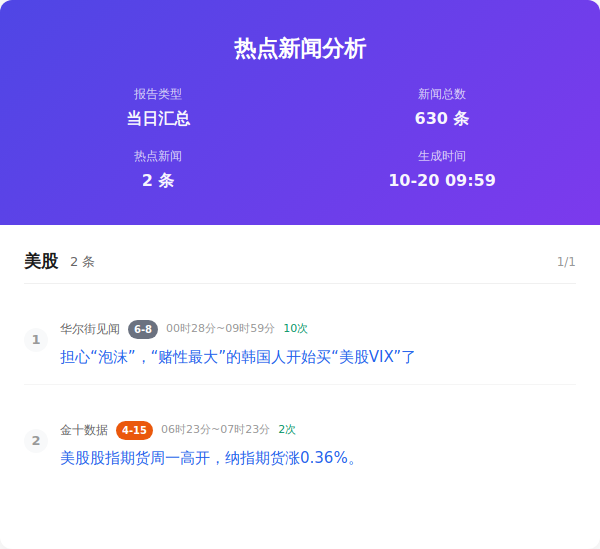 热点新闻分析
报告类型
新闻总数
当日汇总
630 条
热点新闻
生成时间
2 条
10-20 09:59
美股 2 条 1/1
1 华尔街见闻 6-8 00时28分~09时59分 10次
担心“泡沫”，“赌性最大”的韩国人开始买“美股VIX”了
2 金十数据 4-15 06时23分~07时23分 2次
美股股指期货周一高开，纳指期货涨0.36%。